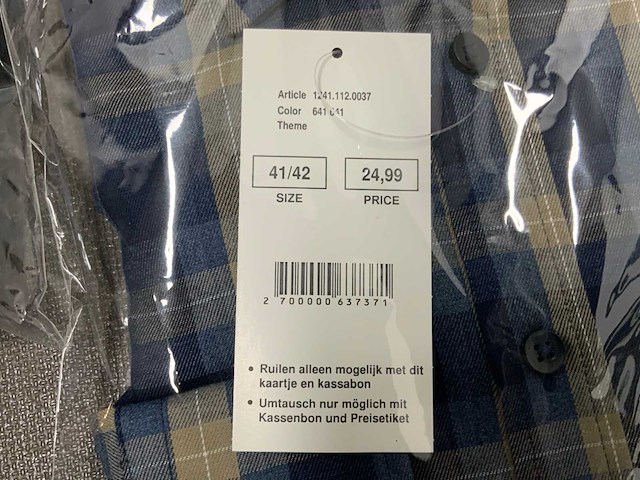 Article 1241.112.0037
Color 641 641
Theme
41/42 24,99
SIZE PRICE
2 700000 637371
• Ruilen alleen mogelijk met dit
kaartje en kassabon
• Umtausch nur möglich mit
Kassenbon und Preisetiket